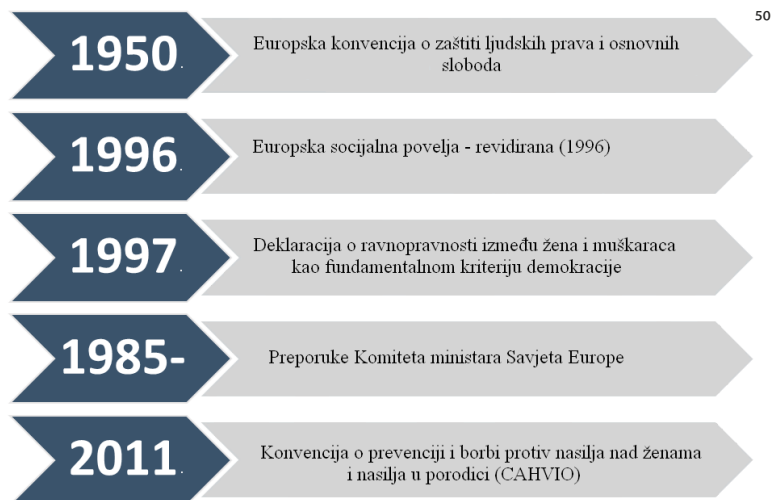 50
1950.
Europska konvencija o zaštiti ljudskih prava i osnovnih
sloboda
1996.
Europska socijalna povelja - revidirana (1996)
1997.
Deklaracija o ravnopravnosti između žena i muškaraca
kao fundamentalnom kriteriju demokracije
1985-
Preporuke Komiteta ministara Savjeta Europe
2011.
Konvencija o prevenciji i borbi protiv nasilja nad ženama
i nasilja u porodici (CAHVIO)